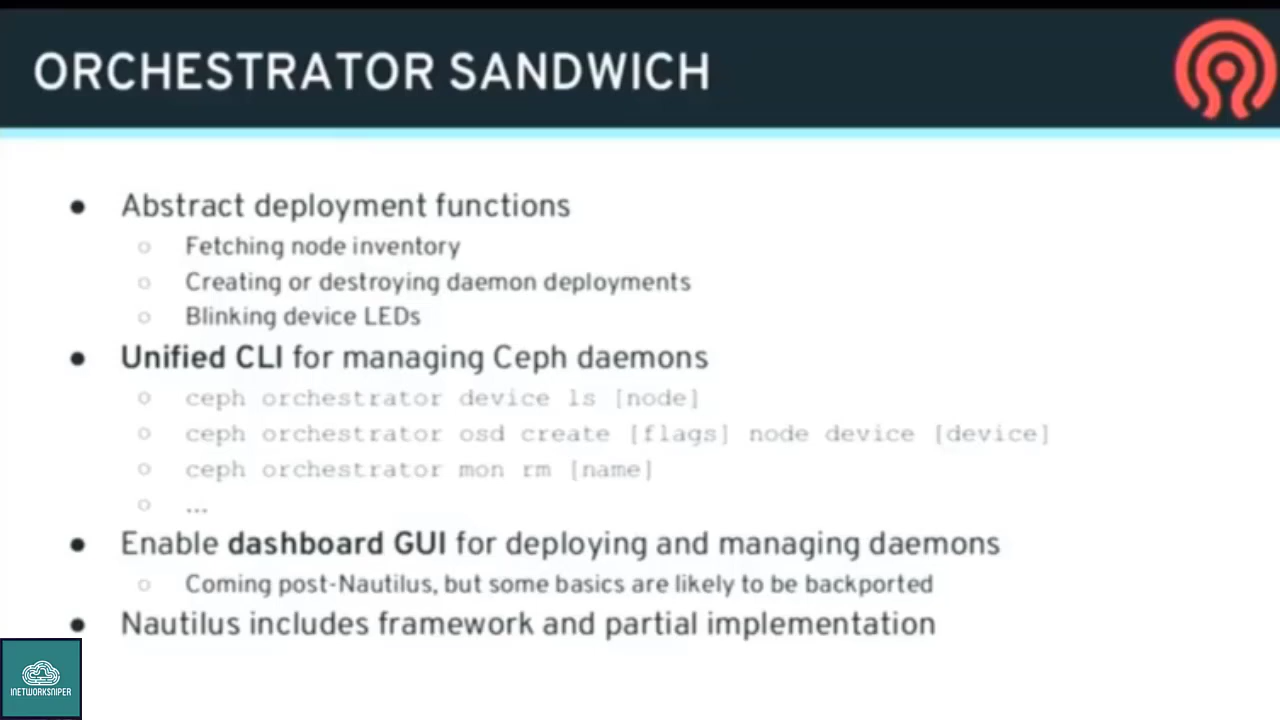 ORCHESTRATOR SANDWICH
● Abstract deployment functions
○ Fetching node inventory
○ Creating or destroying daemon deployments
○ Blinking device LEDs
● Unified CLI for managing Ceph daemons
○ ceph orchestrator device ls [node]
○ ceph orchestrator osd create [flags] node device [device]
○ ceph orchestrator mon rm [name]
○ ...
● Enable dashboard GUI for deploying and managing daemons
○ Coming post-Nautilus, but some basics are likely to be backported
● Nautilus includes framework and partial implementation
INETWORKSNIPER